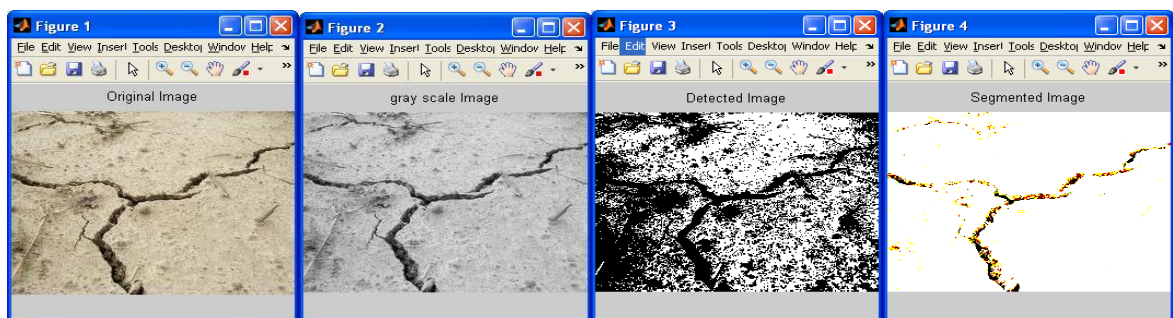 Figure 1
File Edit View Insert Tools Desktop Window Help
Original Image
Figure 2
File Edit View Insert Tools Desktop Window Help
gray scale Image
Figure 3
File Edit View Insert Tools Desktop Window Help
Detected Image
Figure 4
File Edit View Insert Tools Desktop Window Help
Segmented Image